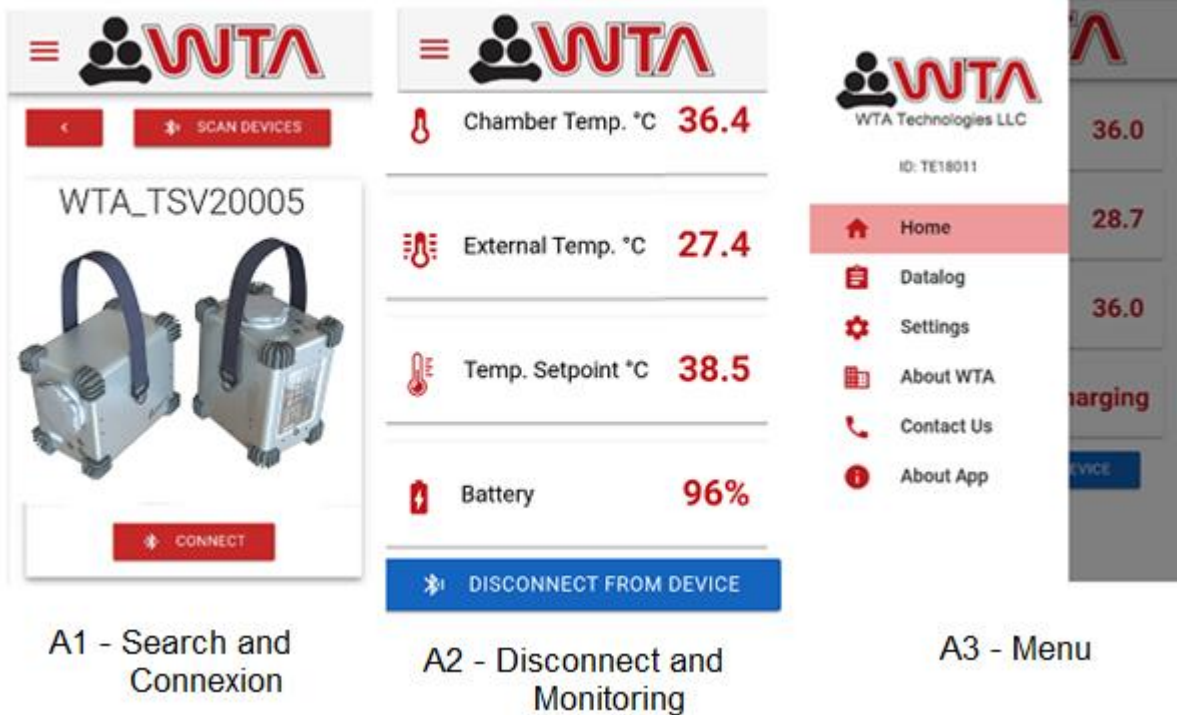 WTA
<
SCAN DEVICES
WTA_TSV20005
CONNECT
A1 - Search and
Connexion
WTA
Chamber Temp. °C 36.4
External Temp. °C 27.4
Temp. Setpoint °C 38.5
Battery 96%
DISCONNECT FROM DEVICE
A2 - Disconnect and
Monitoring
WTA
WTA Technologies LLC
ID: TE18011
Home
Datalog
Settings
About WTA
Contact Us
About App
36.0
28.7
36.0
harging
EVICE
A3 - Menu